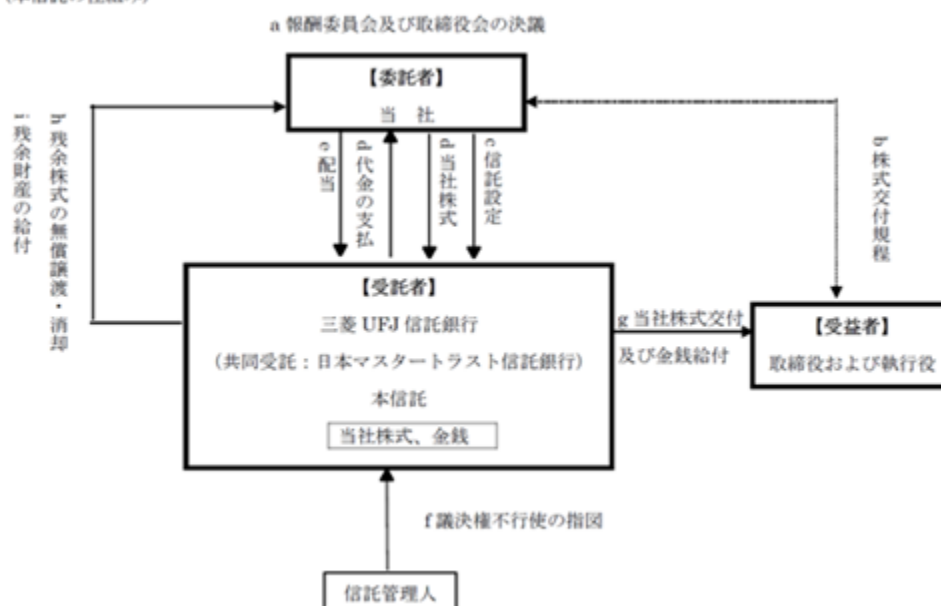 a 報酬委員会及び取締役会の決議
【委託者】
当 社
i 残余財産の給付
h 残余株式の無償譲渡・消却
e 配当
d 代金の支払
d 当社株式
c 信託設定
b 株式交付規程
【受託者】
三菱 UFJ 信託銀行
(共同受託：日本マスタートラスト信託銀行)
本信託
当社株式、金銭
g 当社株式交付
及び金銭給付
【受益者】
取締役および執行役
f 議決権不行使の指図
信託管理人